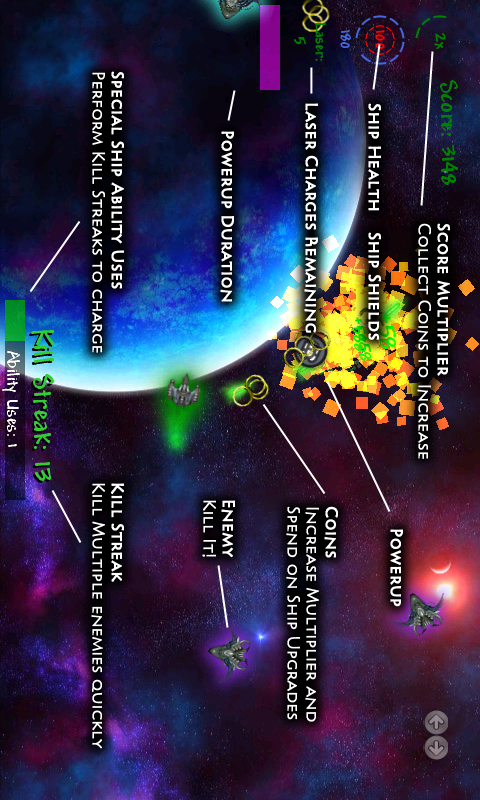 2x
Score: 3148
Laser:
5
180
SCORE MULTIPLIER
COLLECT COINS TO INCREASE
SHIP HEALTH
SHIP SHIELDS
LASER CHARGES REMAINING
POWERUP DURATION
SPECIAL SHIP ABILITY USES
PERFORM KILL STREAKS TO CHARGE
POWERUP
COINS
INCREASE MULTIPLIER AND
SPEND ON SHIP UPGRADES
ENEMY
KILL IT!
KILL STREAK
KILL MULTIPLE ENEMIES QUICKLY
Kill Streak: 13
Ability Uses: 1